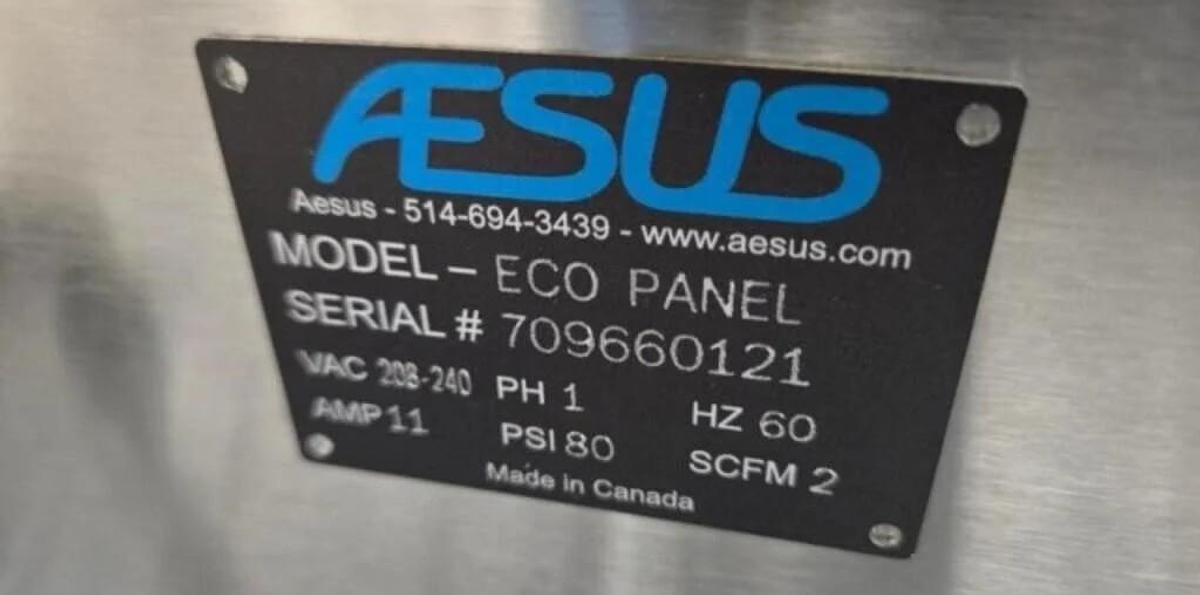 ÆSUS
Aesus - 514-694-3439 - www.aesus.com
MODEL – ECO PANEL
SERIAL # 709660121
VAC 208-240 PH 1 HZ 60
AMP 11 PSI 80 SCFM 2
Made in Canada